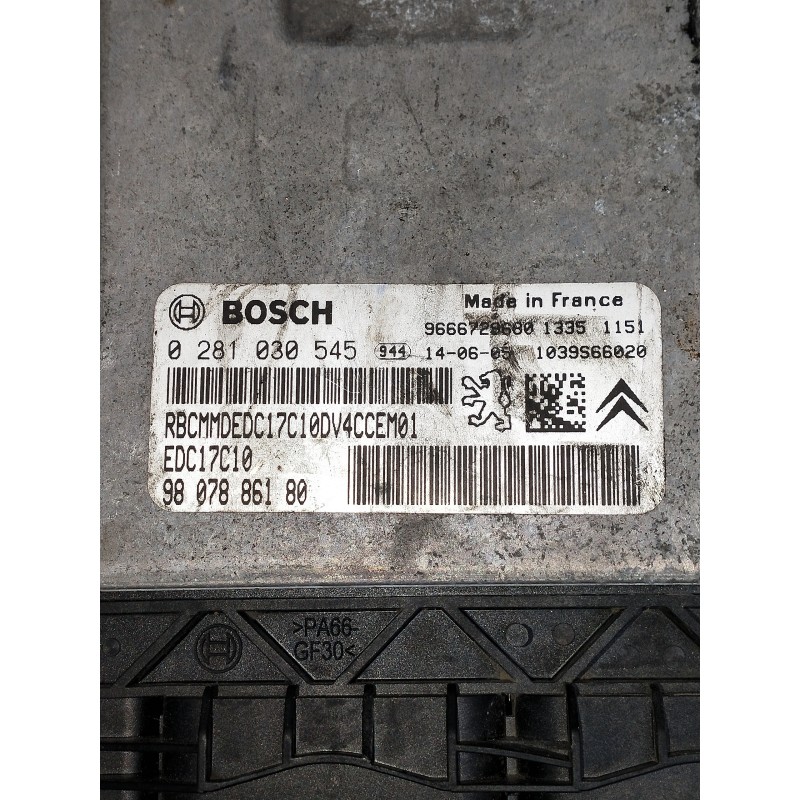 BOSCH
Made in France
9666729680 1335 1151
0 281 030 545 944 14-06-05 1039S66020
RBCMMDEDC17C10DV4CCEM01
EDC17C10
98 078 861 80
>PA66-
GF30<